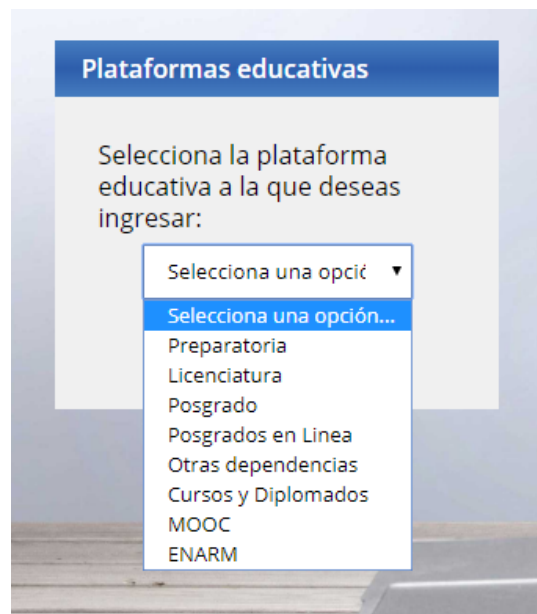 Plataformas educativas
Selecciona la plataforma
educativa a la que deseas
ingresar:
Selecciona una opció
Selecciona una opción...
Preparatoria
Licenciatura
Posgrado
Posgrados en Linea
Otras dependencias
Cursos y Diplomados
MOOC
ENARM